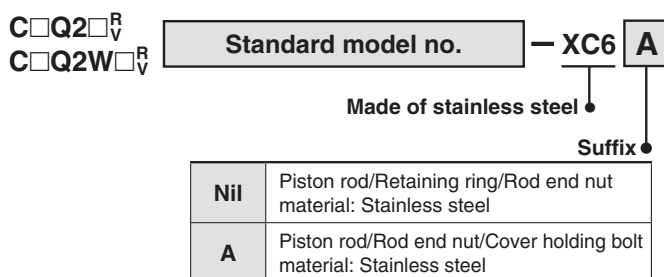 C□Q2□R/V Standard model no. — XC6 A
C□Q2W□R/V
Made of stainless steel
Suffix
Nil Piston rod/Retaining ring/Rod end nut
material: Stainless steel
A Piston rod/Rod end nut/Cover holding bolt
material: Stainless steel